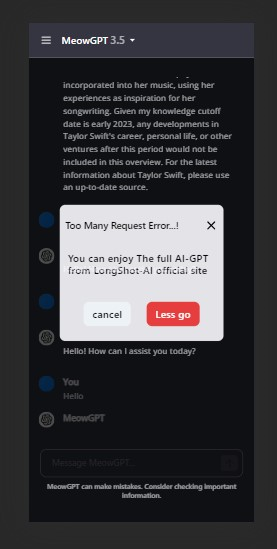 MeowGPT 3.5
incorporated into her music, using her
experiences as inspiration for her
songwriting. Given my knowledge cutoff
date is early 2023, any developments in
Taylor Swift's career, personal life, or other
ventures after this period would not be
included in this overview. For the latest
information about Taylor Swift, please use
an up-to-date source.
Too Many Request Error...!
You can enjoy The full AI-GPT
from LongShot-AI official site
cancel
Less go
Hello! How can I assist you today?
You
Hello
MeowGPT
Message MeowGPT...
MeowGPT can make mistakes. Consider checking important
information.